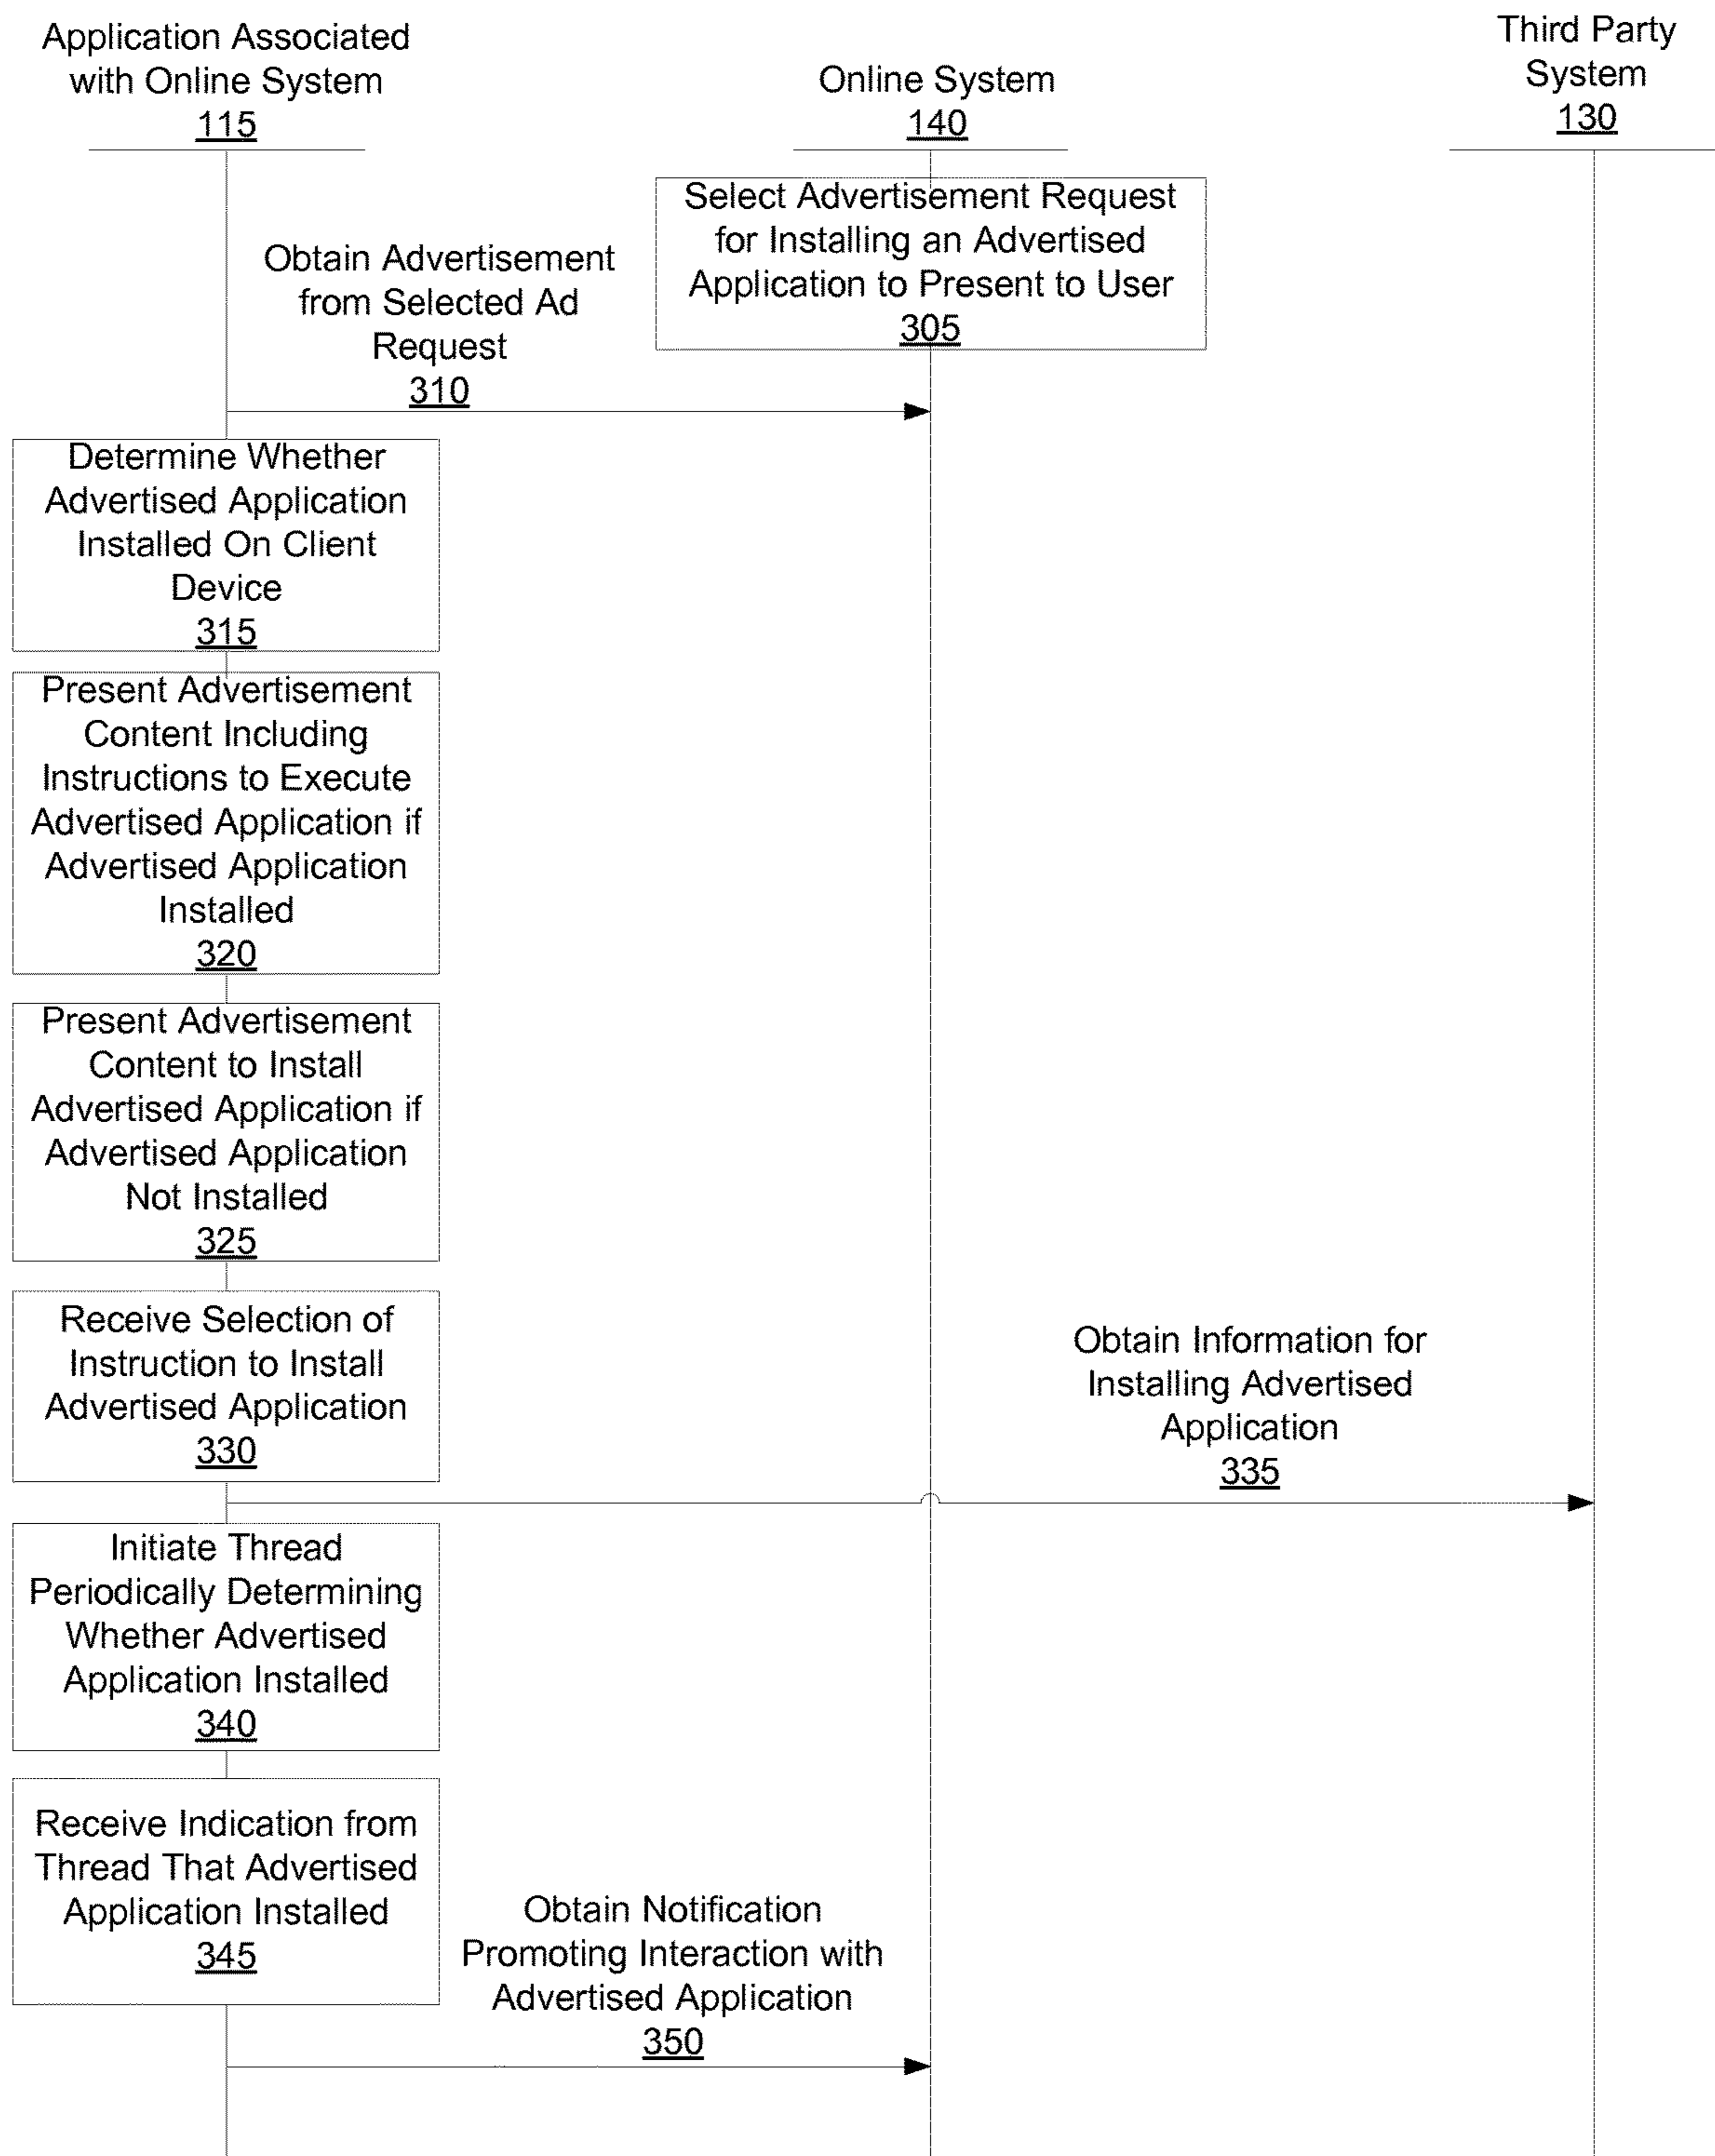 Application Associated
with Online System
115
Online System
140
Third Party
System
130
Select Advertisement Request
for Installing an Advertised
Application to Present to User
305
Obtain Advertisement
from Selected Ad
Request
310
Determine Whether
Advertised Application
Installed On Client
Device
315
Present Advertisement
Content Including
Instructions to Execute
Advertised Application if
Advertised Application
Installed
320
Present Advertisement
Content to Install
Advertised Application if
Advertised Application
Not Installed
325
Receive Selection of
Instruction to Install
Advertised Application
330
Obtain Information for
Installing Advertised
Application
335
Initiate Thread
Periodically Determining
Whether Advertised
Application Installed
340
Receive Indication from
Thread That Advertised
Application Installed
345
Obtain Notification
Promoting Interaction with
Advertised Application
350